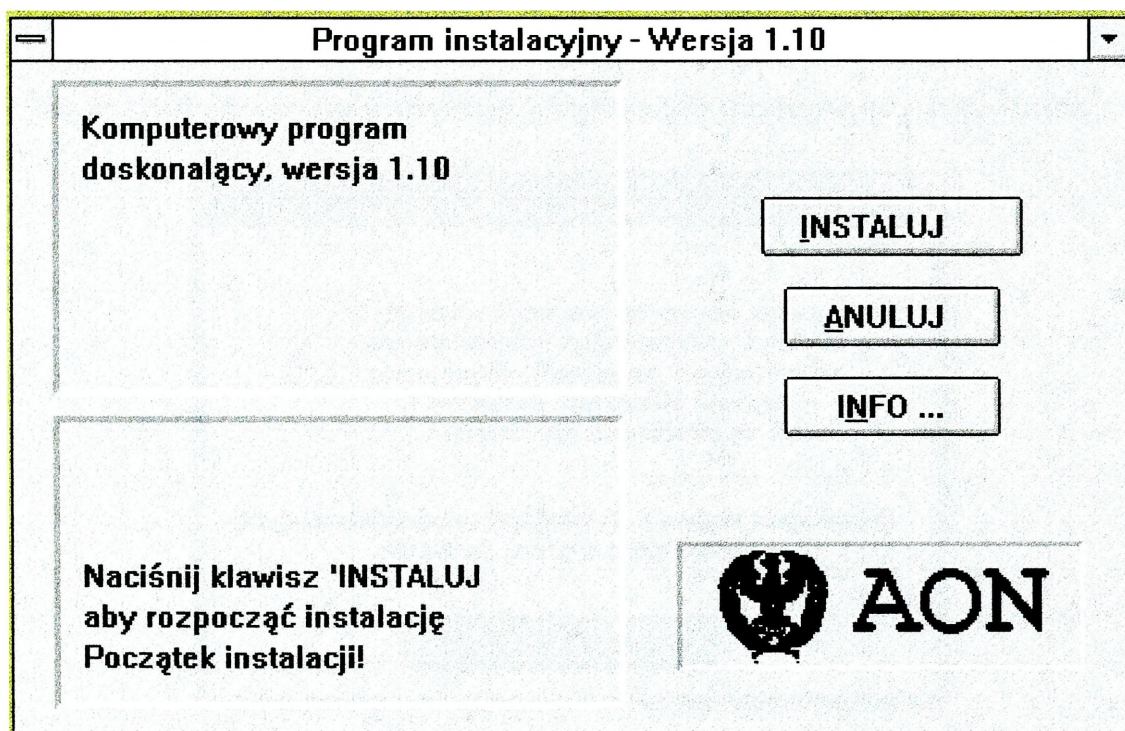 Program instalacyjny - Wersja 1.10
Komputerowy program
doskonalący, wersja 1.10
INSTALUJ
ANULUJ
INFO ...
Naciśnij klawisz 'INSTALUJ
aby rozpocząć instalację
Początek instalacji!
AON